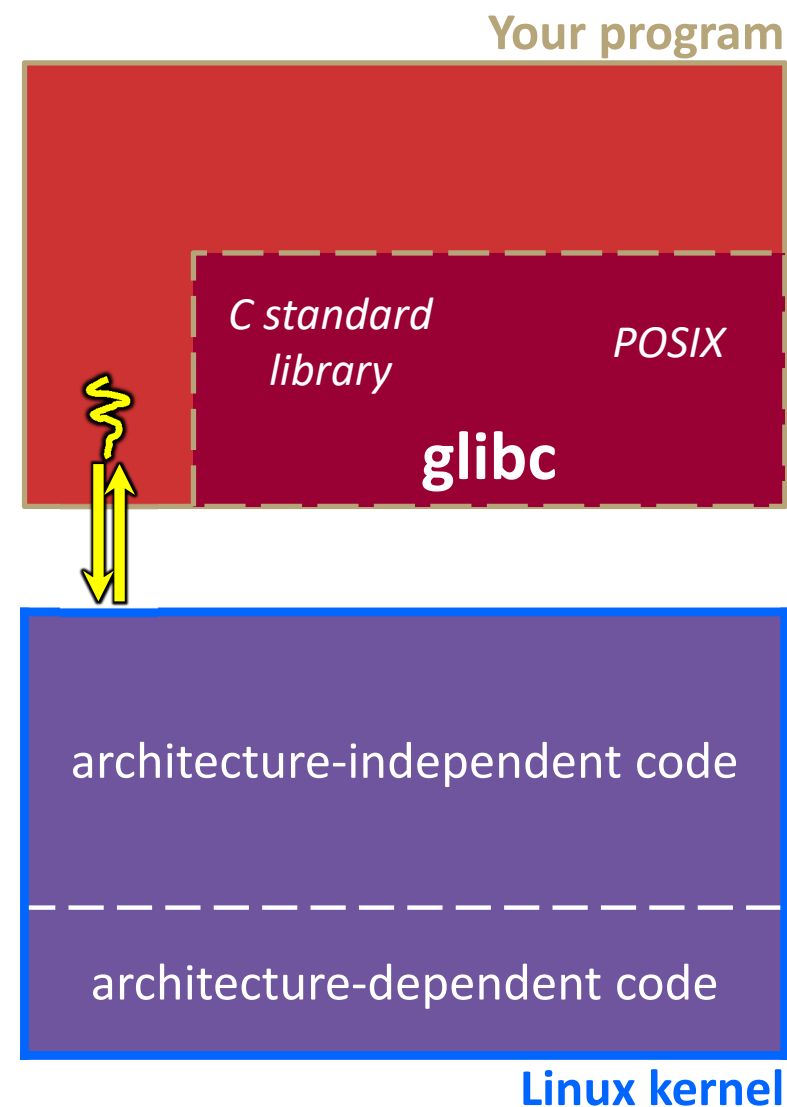 Your program
C standard
library
POSIX
glibc
architecture-independent code
architecture-dependent code
Linux kernel